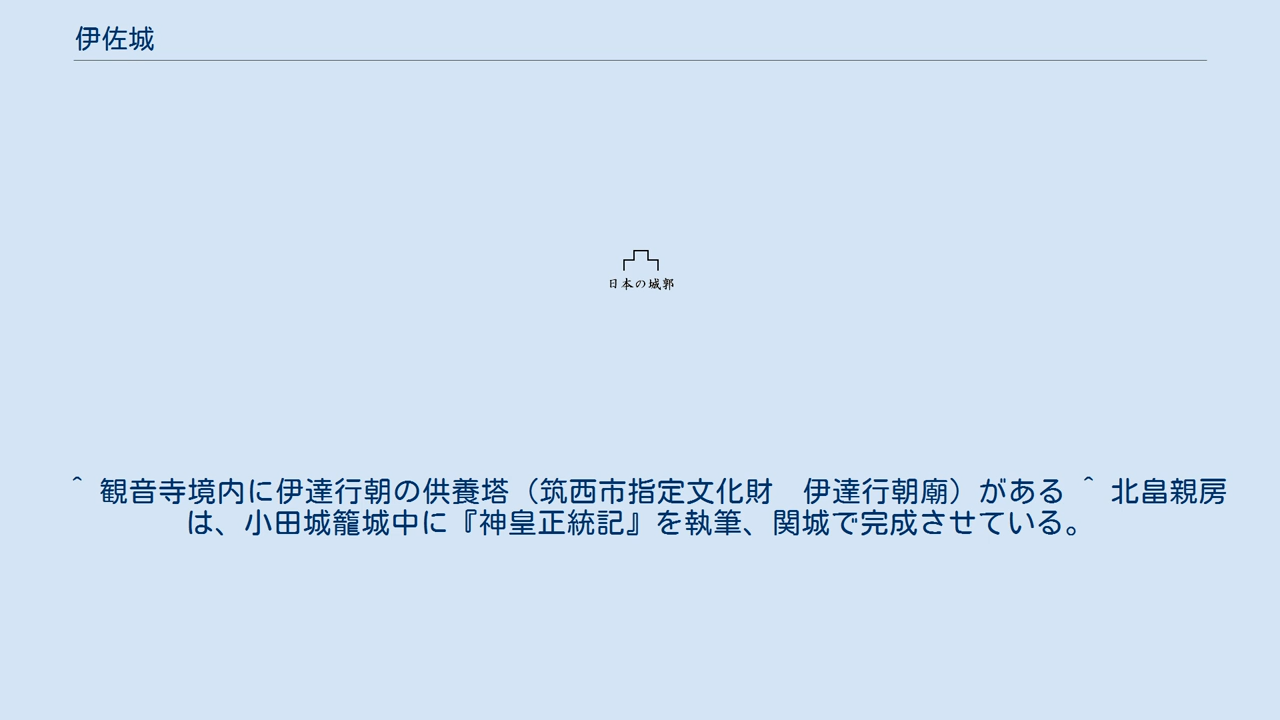 伊佐城
日本の城郭
^ 観音寺境内に伊達行朝の供養塔（筑西市指定文化財　伊達行朝廟）がある ^ 北畠親房
は、小田城籠城中に『神皇正統記』を執筆、関城で完成させている。